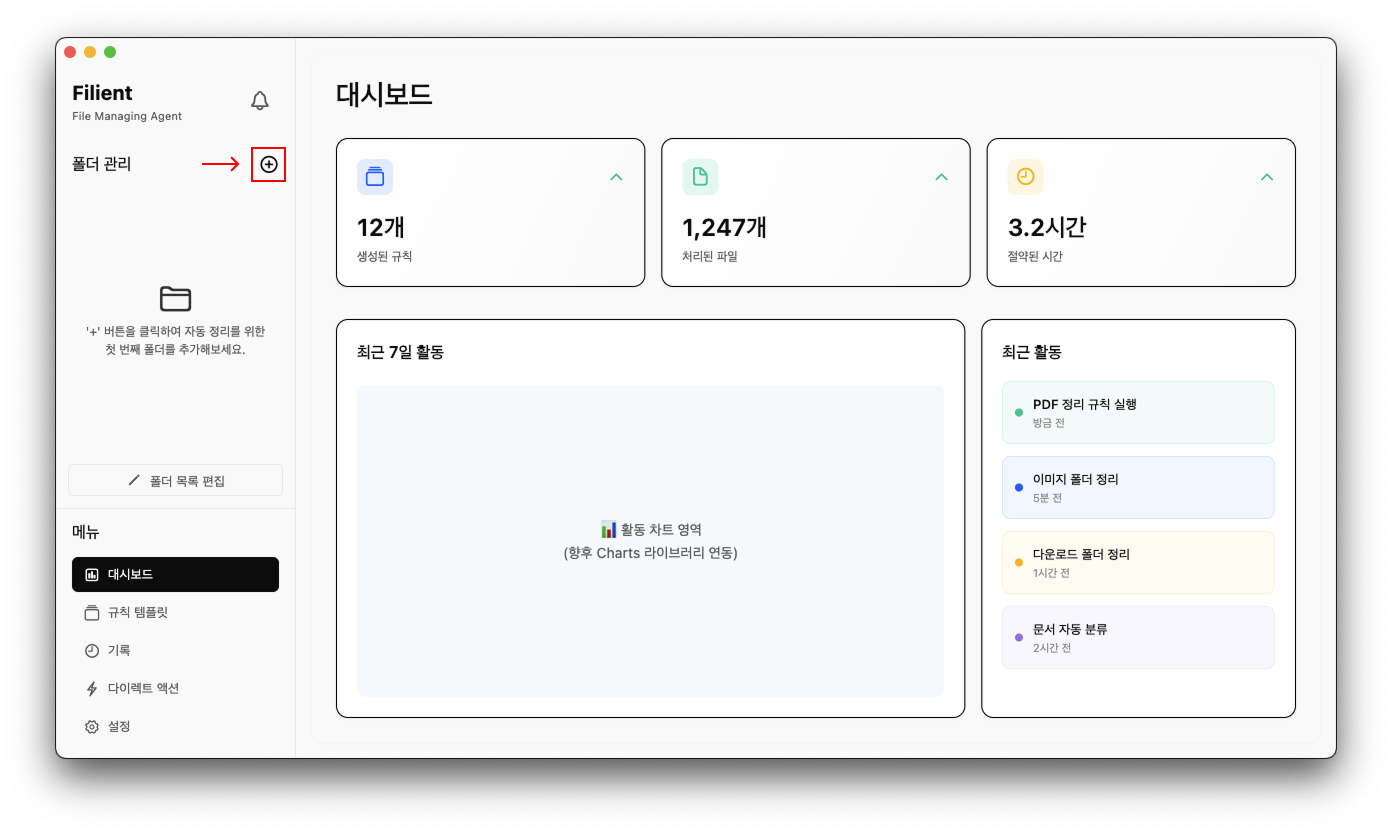 Filient
File Managing Agent
폴더 관리
'+' 버튼을 클릭하여 자동 정리를 위한
첫 번째 폴더를 추가해보세요.
폴더 목록 편집
메뉴
대시보드
규칙 템플릿
기록
다이렉트 액션
설정
대시보드
12개
생성된 규칙
1,247개
처리된 파일
3.2시간
절약된 시간
최근 7일 활동
📊 활동 차트 영역
(향후 Charts 라이브러리 연동)
최근 활동
PDF 정리 규칙 실행
방금 전
이미지 폴더 정리
5분 전
다운로드 폴더 정리
1시간 전
문서 자동 분류
2시간 전